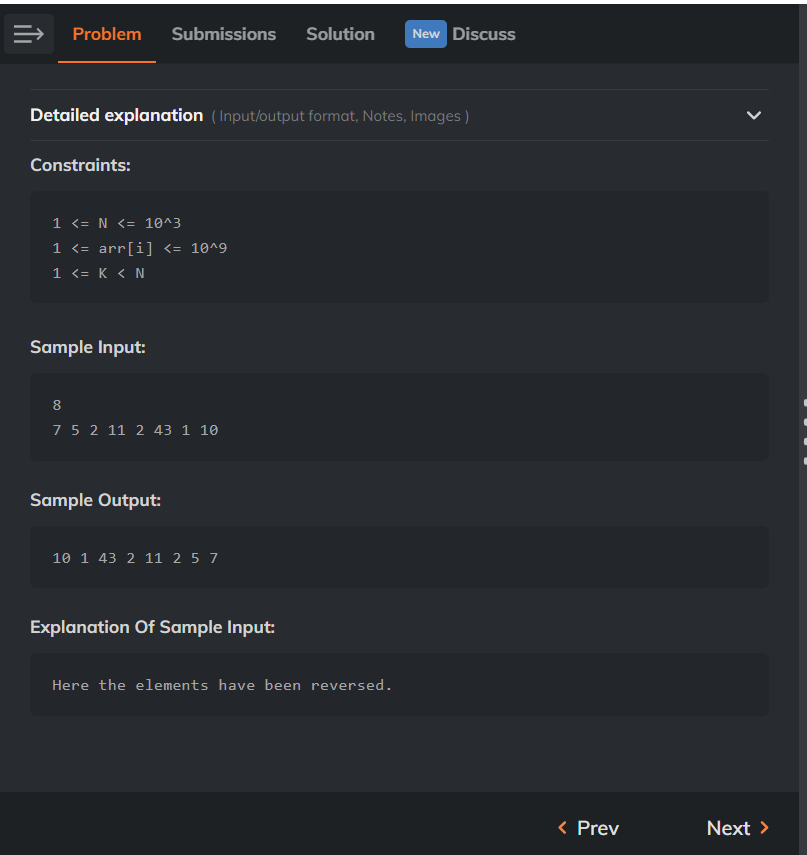 Problem Submissions Solution New Discuss
Detailed explanation ( Input/output format, Notes, Images )
Constraints:
1 <= N <= 10^3
1 <= arr[i] <= 10^9
1 <= K < N
Sample Input:
8
7 5 2 11 2 43 1 10
Sample Output:
10 1 43 2 11 2 5 7
Explanation Of Sample Input:
Here the elements have been reversed.
Prev Next